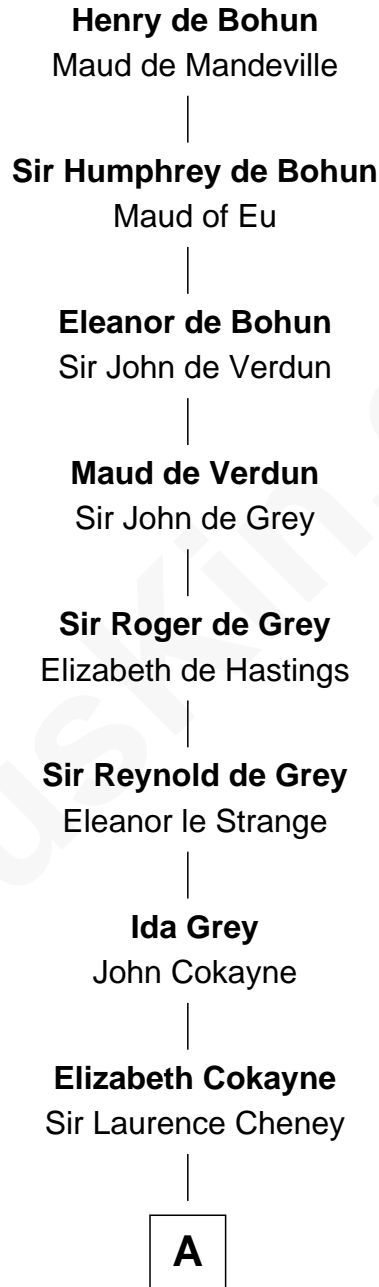 Henry de Bohun
Maud de Mandeville
Sir Humphrey de Bohun
Maud of Eu
Eleanor de Bohun
Sir John de Verdun
Maud de Verdun
Sir John de Grey
Sir Roger de Grey
Elizabeth de Hastings
Sir Reynold de Grey
Eleanor le Strange
Ida Grey
John Cokayne
Elizabeth Cokayne
Sir Laurence Cheney
A